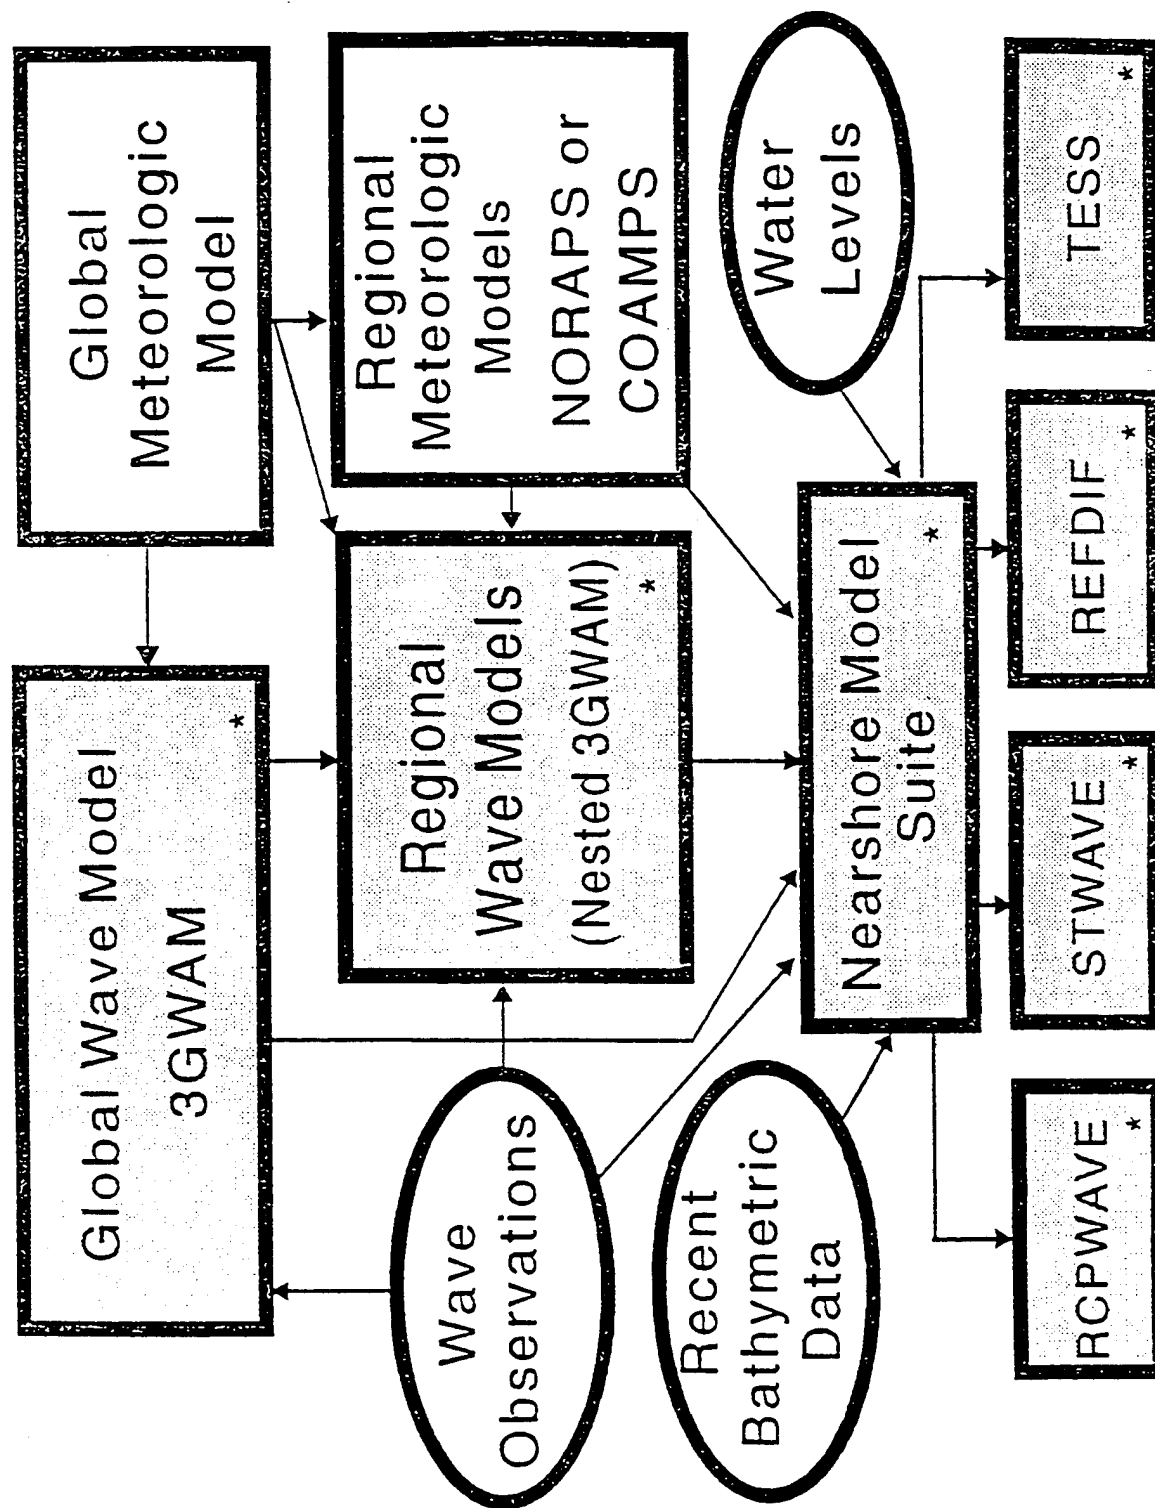 Global Wave Model
3GWAM
*
Global
Meteorologic
Model
Regional
Wave Models
(Nested 3GWAM)
*
Regional
Meteorologic
Models
NORAPS or
COAMPS
Wave
Observations
Recent
Bathymetric
Data
Nearshore Model
Suite
*
Water
Levels
RCPWAVE
*
STWAVE
*
REFDIF
*
TESS
*